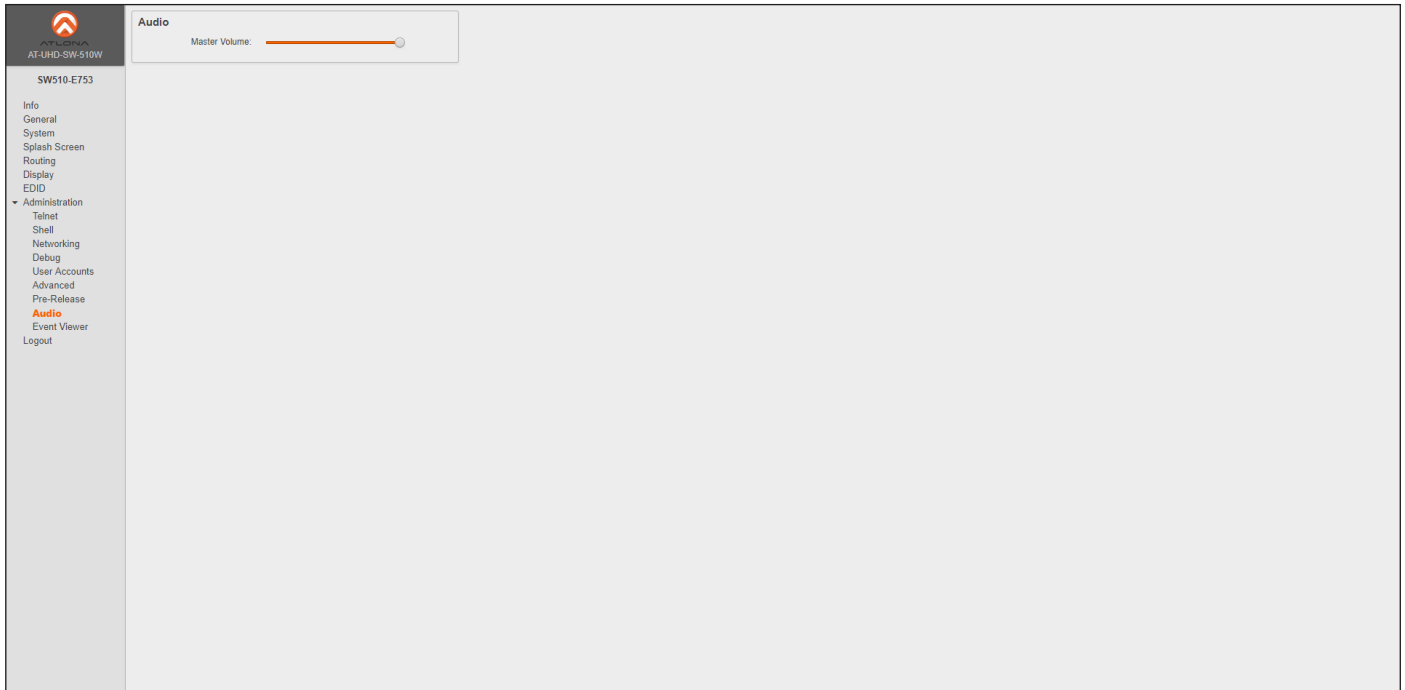 ATLONA
AT-UHD-SW-510W
SW510-E753
Info
General
System
Splash Screen
Routing
Display
EDID
Administration
Telnet
Shell
Networking
Debug
User Accounts
Advanced
Pre-Release
Audio
Event Viewer
Logout
Audio
Master Volume: